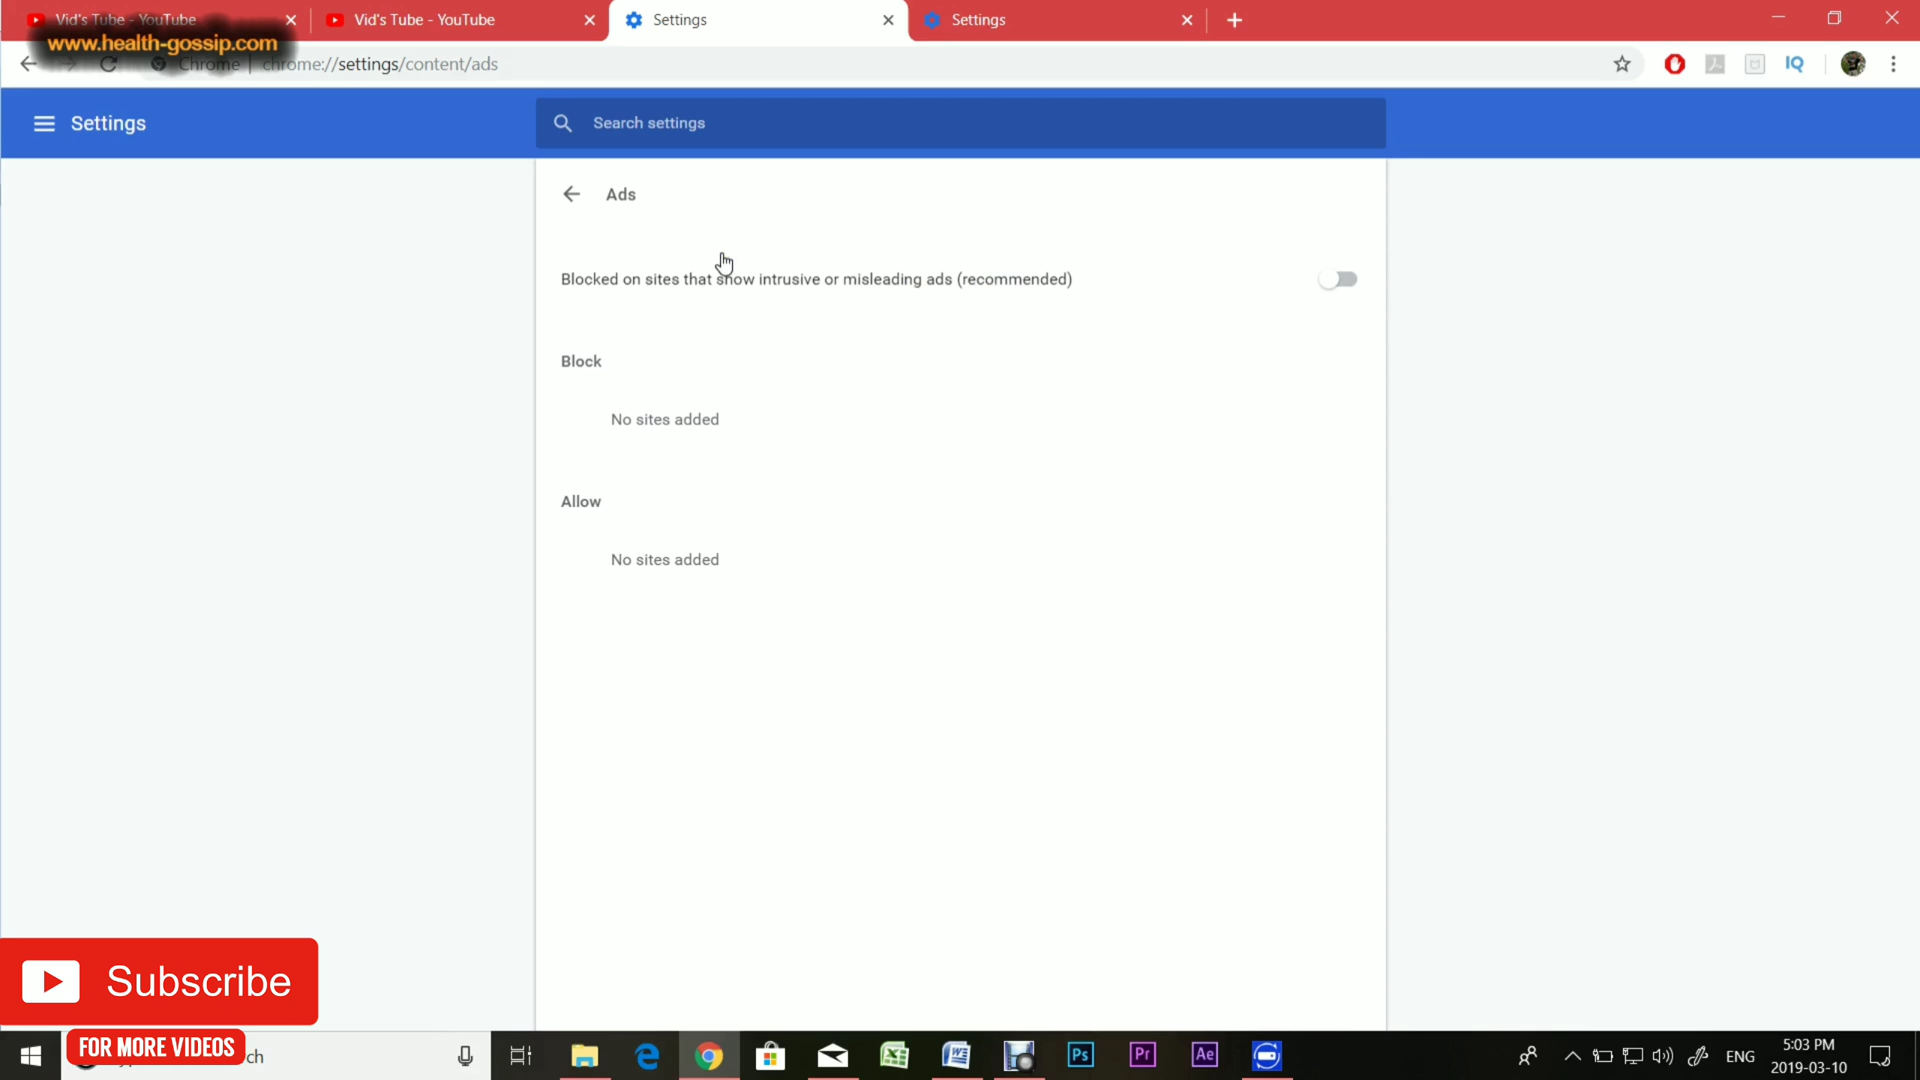 Vid's Tube - YouTube
Vid's Tube - YouTube
Settings
Settings
www.health-gossip.com
Chrome
chrome://settings/content/ads
IQ
Settings
Search settings
Ads
Blocked on sites that show intrusive or misleading ads (recommended)
Block
No sites added
Allow
No sites added
Subscribe
FOR MORE VIDEOS
ch
Ps
Pr
Ae
ENG
5:03 PM
2019-03-10